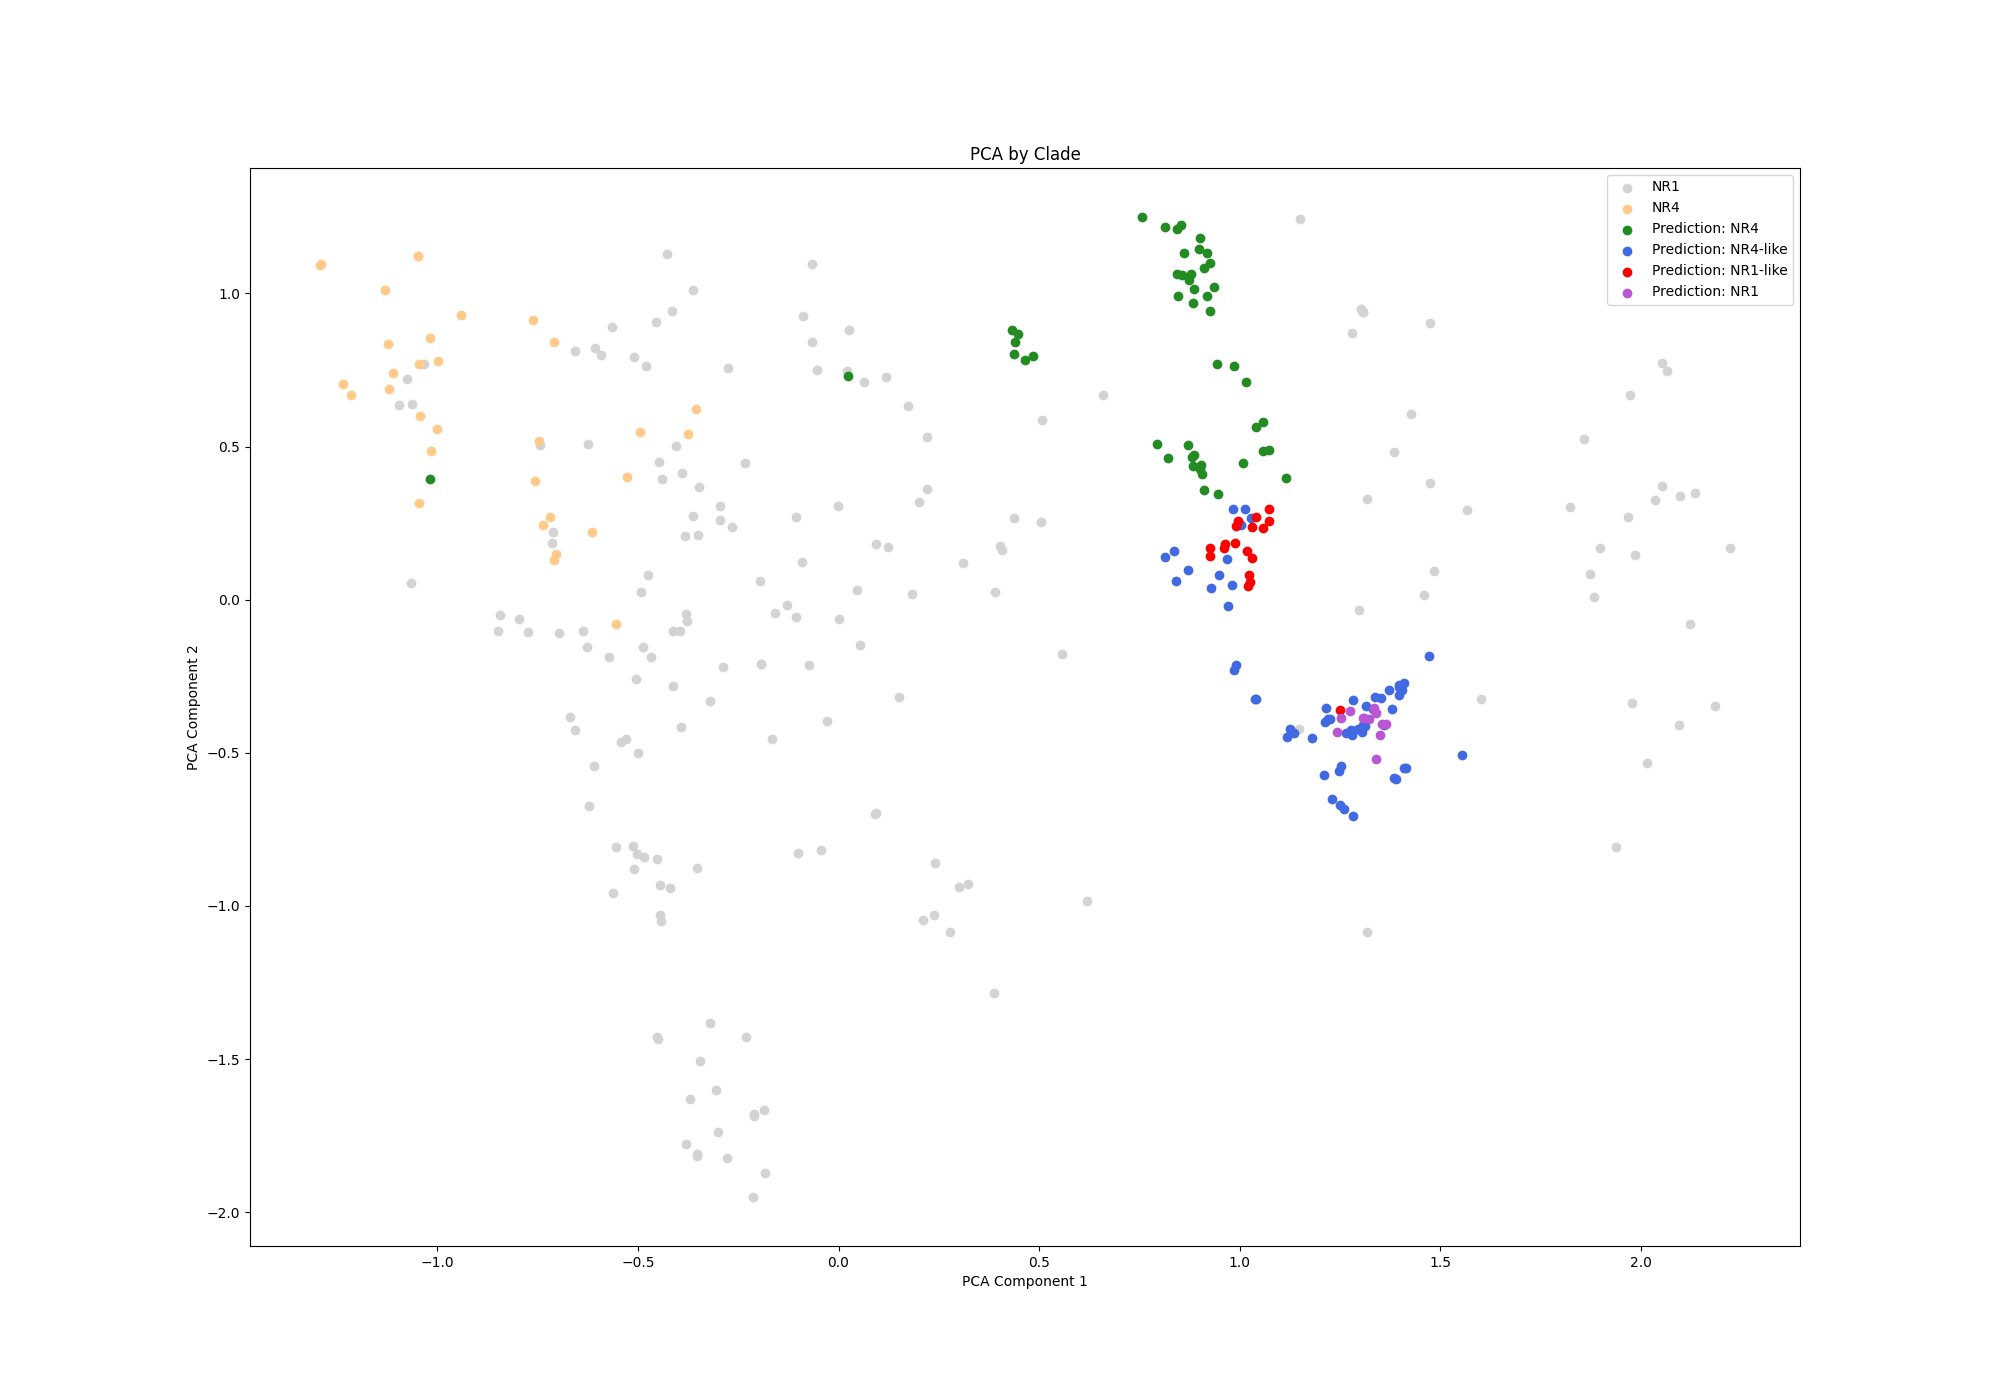 PCA by Clade
NR1
NR4
Prediction: NR4
Prediction: NR4-like
Prediction: NR1-like
Prediction: NR1
PCA Component 2
1.0
0.5
0.0
−0.5
−1.0
−1.5
−2.0
−1.0
−0.5
0.0
0.5
1.0
1.5
2.0
PCA Component 1